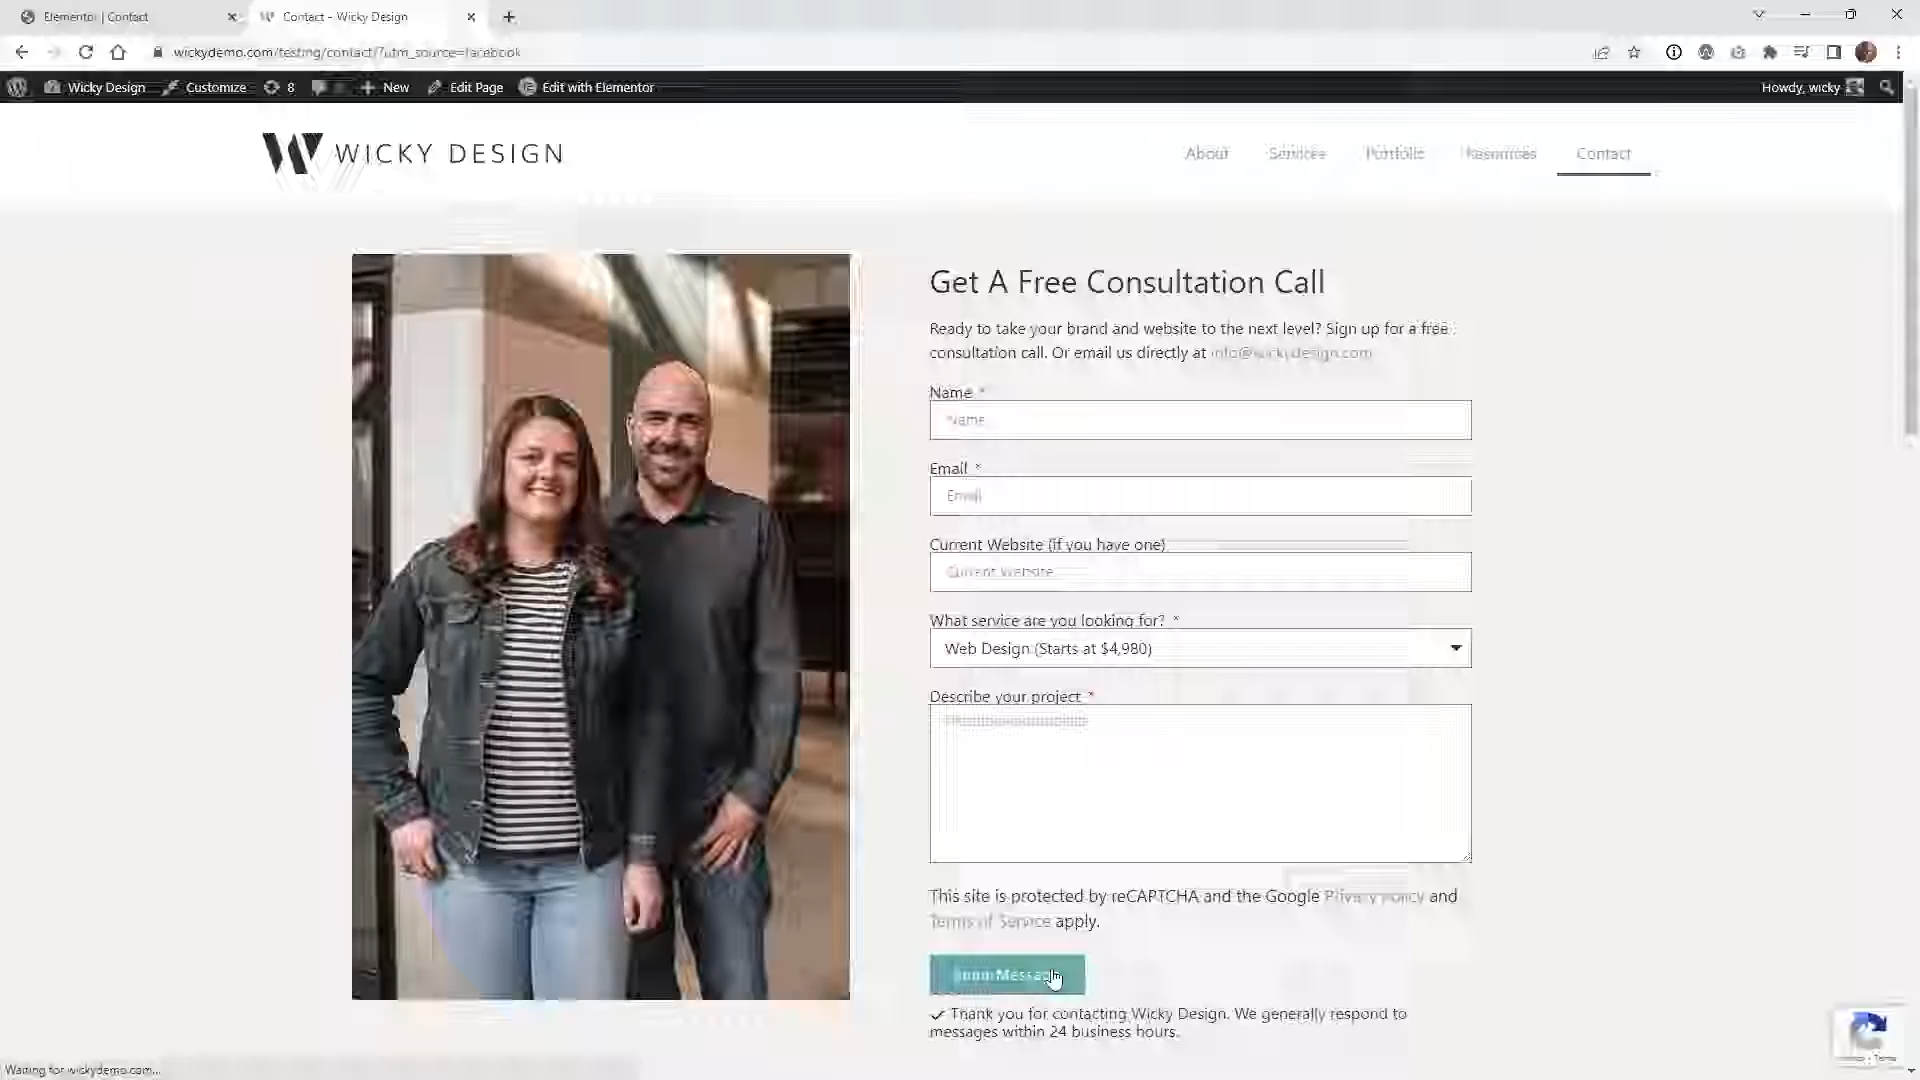 Elementor | Contact
Contact - Wicky Design
wickydemo.com/testing/contact/?utm_source=facebook
Wicky Design
Customize
8
New
Edit Page
Edit with Elementor
Howdy, wicky
WICKY DESIGN
About
Services
Portfolio
Resources
Contact
Get A Free Consultation Call
Ready to take your brand and website to the next level? Sign up for a free
consultation call. Or email us directly at info@wickydesign.com
Name *
Name
Email *
Email
Current Website (if you have one)
Current Website
What service are you looking for? *
Web Design (Starts at $4,980)
Describe your project *
This site is protected by reCAPTCHA and the Google Privacy Policy and
Terms of Service apply.
Message
✓ Thank you for contacting Wicky Design. We generally respond to
messages within 24 business hours.
Waiting for wickydemo.com...